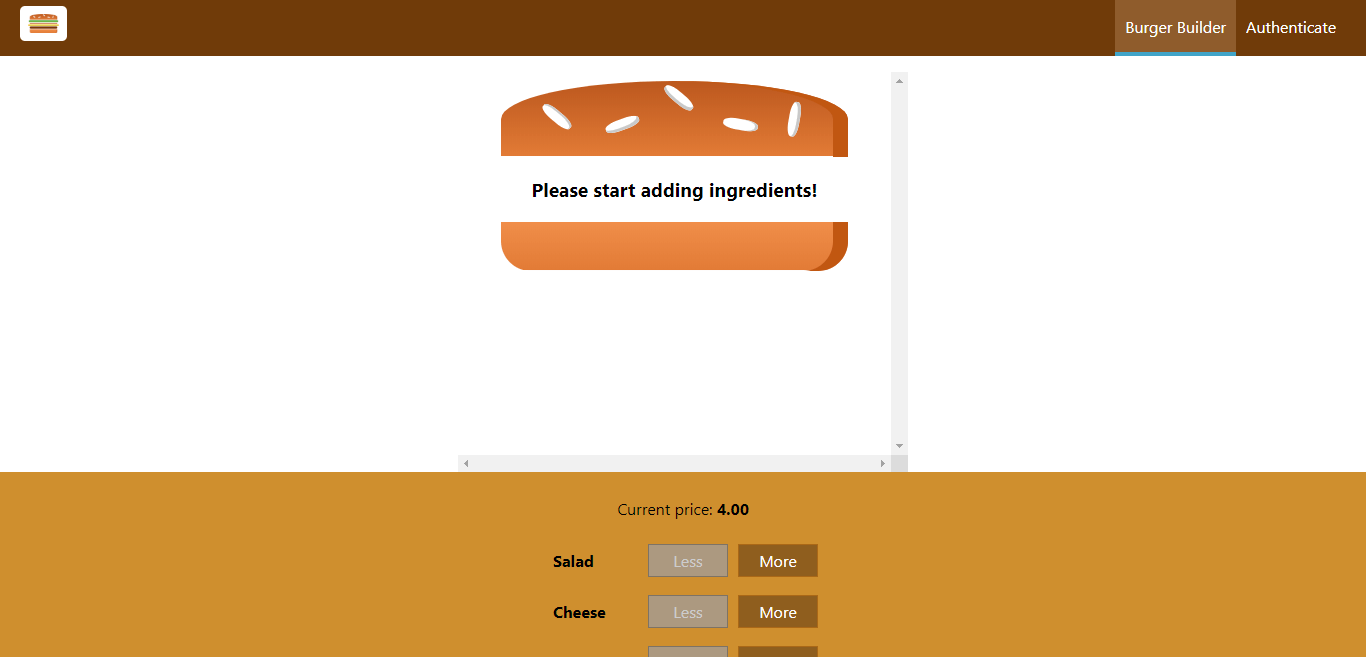 Burger Builder Authenticate
Please start adding ingredients!
Current price: 4.00
Salad Less More
Cheese Less More